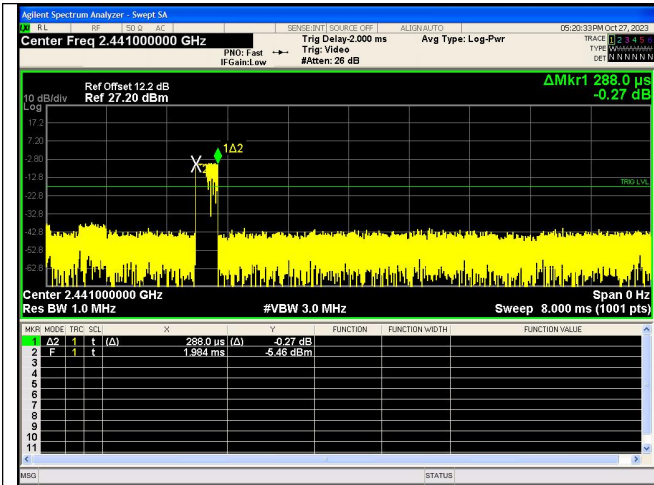 Agilent Spectrum Analyzer - Swept SA
RL RF 50 Ω AC SENSE:INT SOURCE OFF ALIGN AUTO 05:20:33 PM Oct 27, 2023
Center Freq 2.441000000 GHz
PNO: Fast
IFGain:Low
Trig Delay-2.000 ms
Trig: Video
#Atten: 26 dB
Avg Type: Log-Pwr
TRACE 1 2 3 4 5 6
TYPE
DET N N N N N N
ΔMkr1 288.0 µs
-0.27 dB
Ref Offset 12.2 dB
10 dB/div Ref 27.20 dBm
Log
17.2
7.20
-2.80
-12.8
-22.8
-32.8
-42.8
-52.8
-62.8
1Δ2
X2
TRIG LVL
Center 2.441000000 GHz Span 0 Hz
Res BW 1.0 MHz #VBW 3.0 MHz Sweep 8.000 ms (1001 pts)
MKR MODE TRC SCL X Y FUNCTION FUNCTION WIDTH FUNCTION VALUE
1 Δ2 1 t (Δ) 288.0 µs (Δ) -0.27 dB
2 F 1 t 1.984 ms -5.46 dBm
3
4
5
6
7
8
9
10
11
MSG STATUS